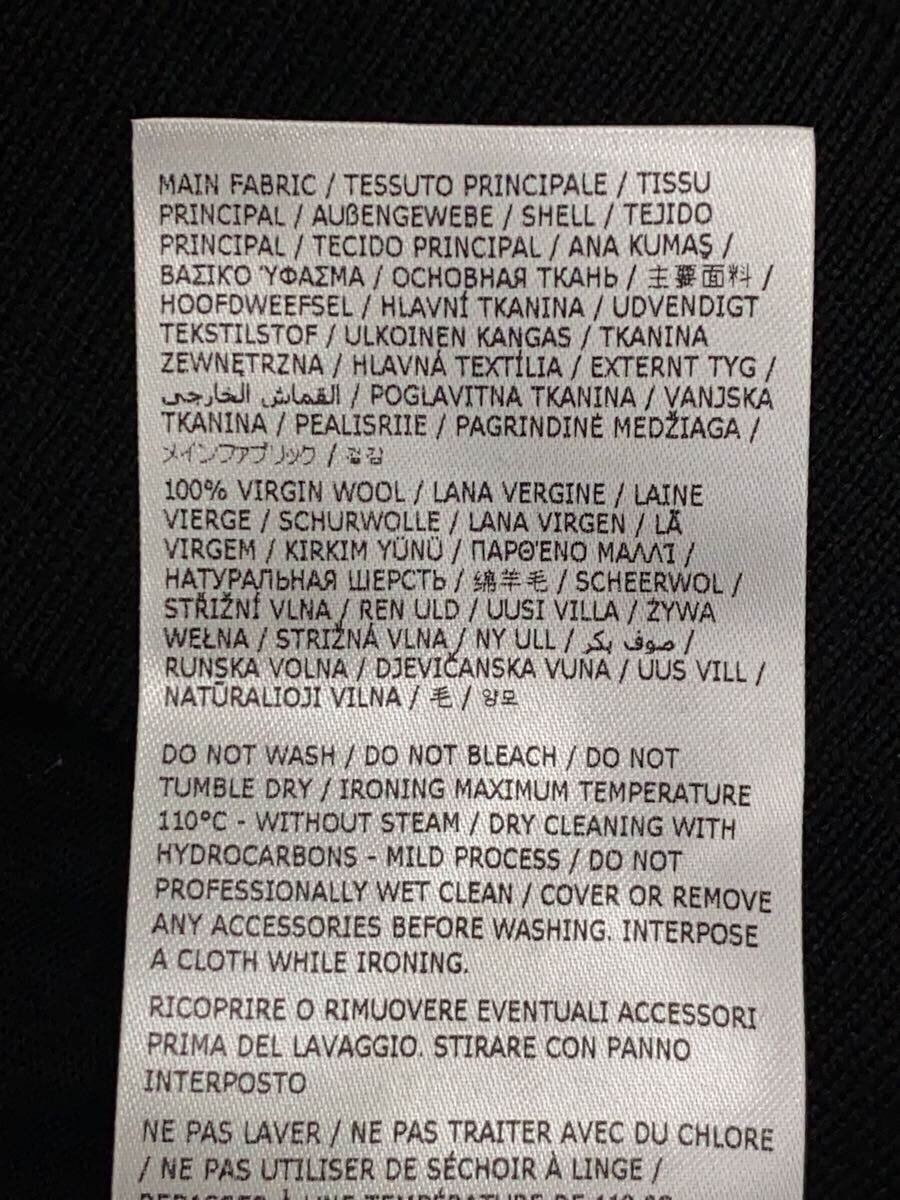 MAIN FABRIC / TESSUTO PRINCIPALE / TISSU
PRINCIPAL / AUßENGEWEBE / SHELL / TEJIDO
PRINCIPAL / TECIDO PRINCIPAL / ANA KUMAŞ /
ΒΑΣΙΚΟ ΎΦΑΣΜΑ / ОСНОВНАЯ ТКАНЬ / 主要面料 /
HOOFDWEEFSEL / HLAVNÍ TKANINA / UDVENDIGT
TEKSTILSTOF / ULKOINEN KANGAS / TKANINA
ZEWNĘTRZNA / HLAVNÁ TEXTÍLIA / EXTERNT TYG /
القماش الخارجى / POGLAVITNA TKANINA / VANJSKA
TKANINA / PEALISRIIE / PAGRINDINĖ MEDŽIAGA /
メインファブリック / 겉감
100% VIRGIN WOOL / LANA VERGINE / LAINE
VIERGE / SCHURWOLLE / LANA VIRGEN / LÃ
VIRGEM / KIRKIM YÜNÜ / ΠΑΡΘΈΝΟ ΜΑΛΛΊ /
НАТУРАЛЬНАЯ ШЕРСТЬ / 绵羊毛 / SCHEERWOL /
STŘIŽNÍ VLNA / REN ULD / UUSI VILLA / ŻYWA
WEŁNA / STRIŽNÁ VLNA / NY ULL / صوف بكر /
RUNSKA VOLNA / DJEVIČANSKA VUNA / UUS VILL /
NATŪRALIOJI VILNA / 毛 / 양모
DO NOT WASH / DO NOT BLEACH / DO NOT
TUMBLE DRY / IRONING MAXIMUM TEMPERATURE
110°C - WITHOUT STEAM / DRY CLEANING WITH
HYDROCARBONS - MILD PROCESS / DO NOT
PROFESSIONALLY WET CLEAN / COVER OR REMOVE
ANY ACCESSORIES BEFORE WASHING. INTERPOSE
A CLOTH WHILE IRONING.
RICOPRIRE O RIMUOVERE EVENTUALI ACCESSORI
PRIMA DEL LAVAGGIO. STIRARE CON PANNO
INTERPOSTO
NE PAS LAVER / NE PAS TRAITER AVEC DU CHLORE
/ NE PAS UTILISER DE SÉCHOIR À LINGE /